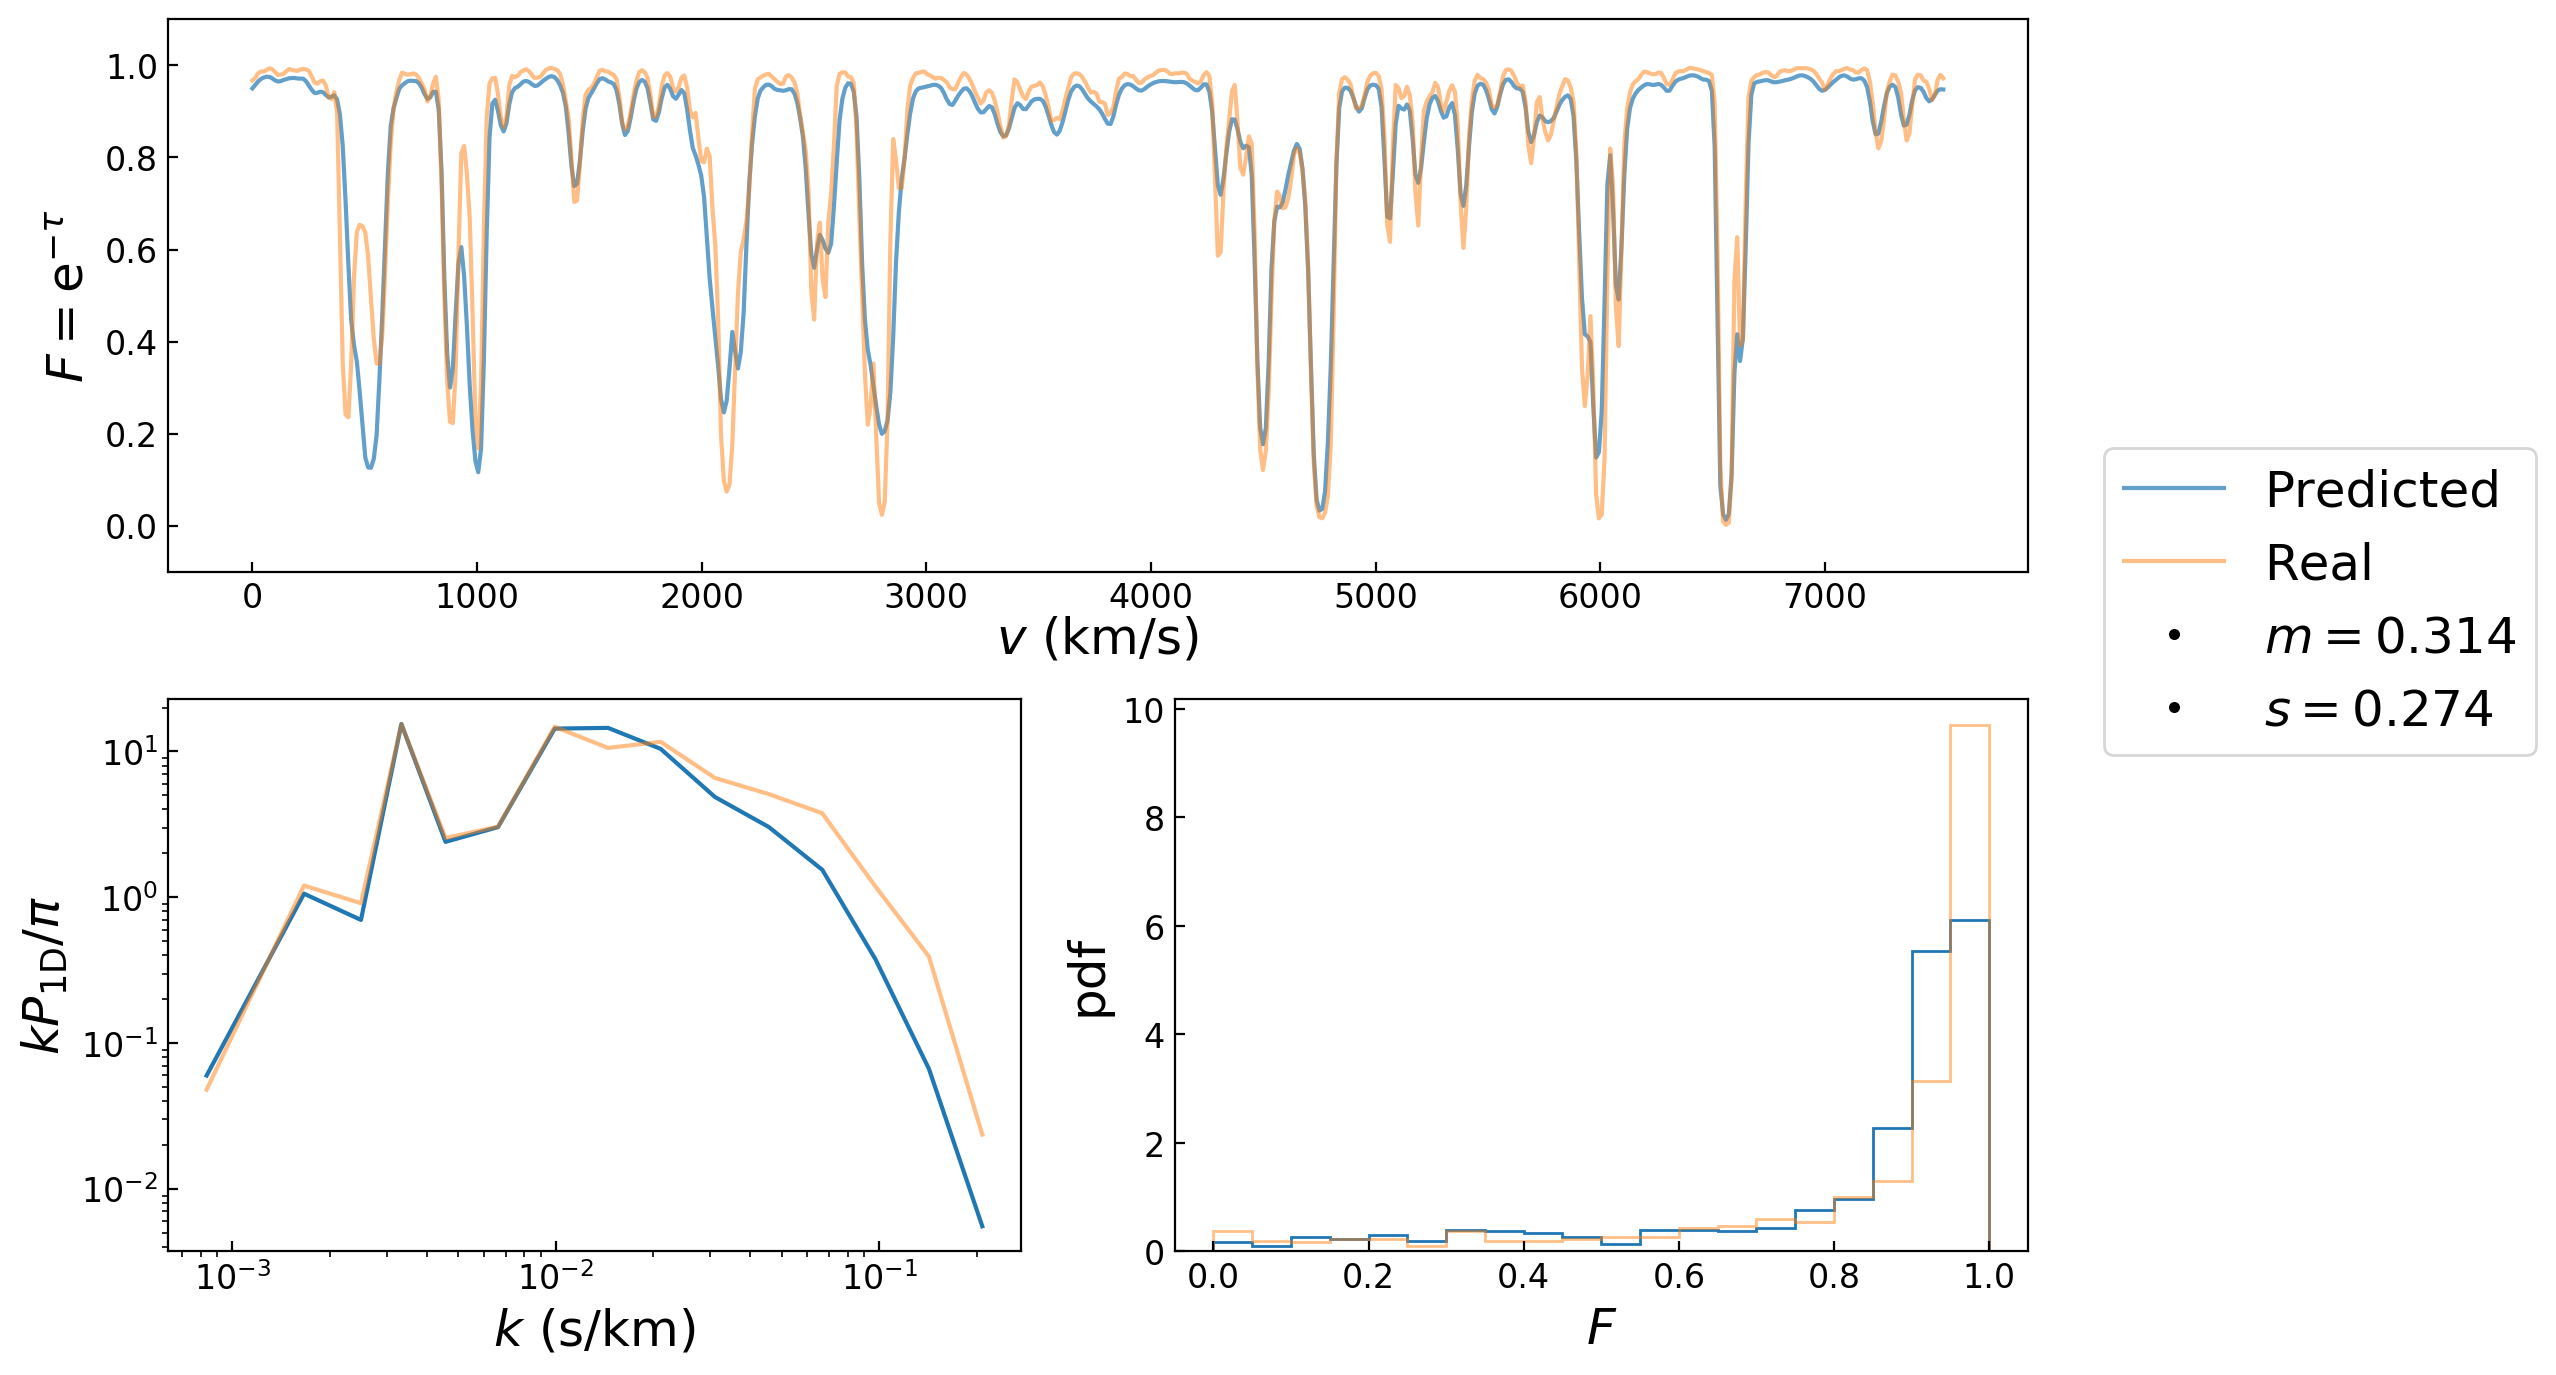 1.0
0.8
0.6
0.4
0.2
0.0
F = e^{-τ}
0 1000 2000 3000 4000 5000 6000 7000
v (km/s)
Predicted
Real
m = 0.314
s = 0.274
10^1
10^0
10^{-1}
10^{-2}
kP_{1D}/π
10^{-3} 10^{-2} 10^{-1}
k (s/km)
10
8
6
4
2
0
pdf
0.0 0.2 0.4 0.6 0.8 1.0
F